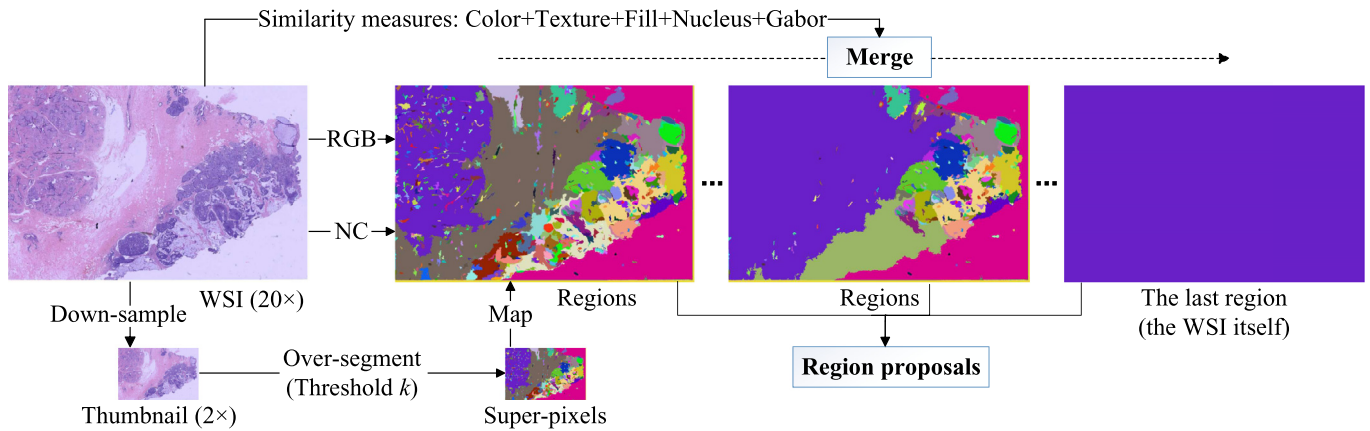 Similarity measures: Color+Texture+Fill+Nucleus+Gabor
Merge
RGB
...
...
NC
WSI (20×)
Regions
Regions
The last region
(the WSI itself)
Down-sample
Map
Over-segment
(Threshold k)
Region proposals
Thumbnail (2×)
Super-pixels